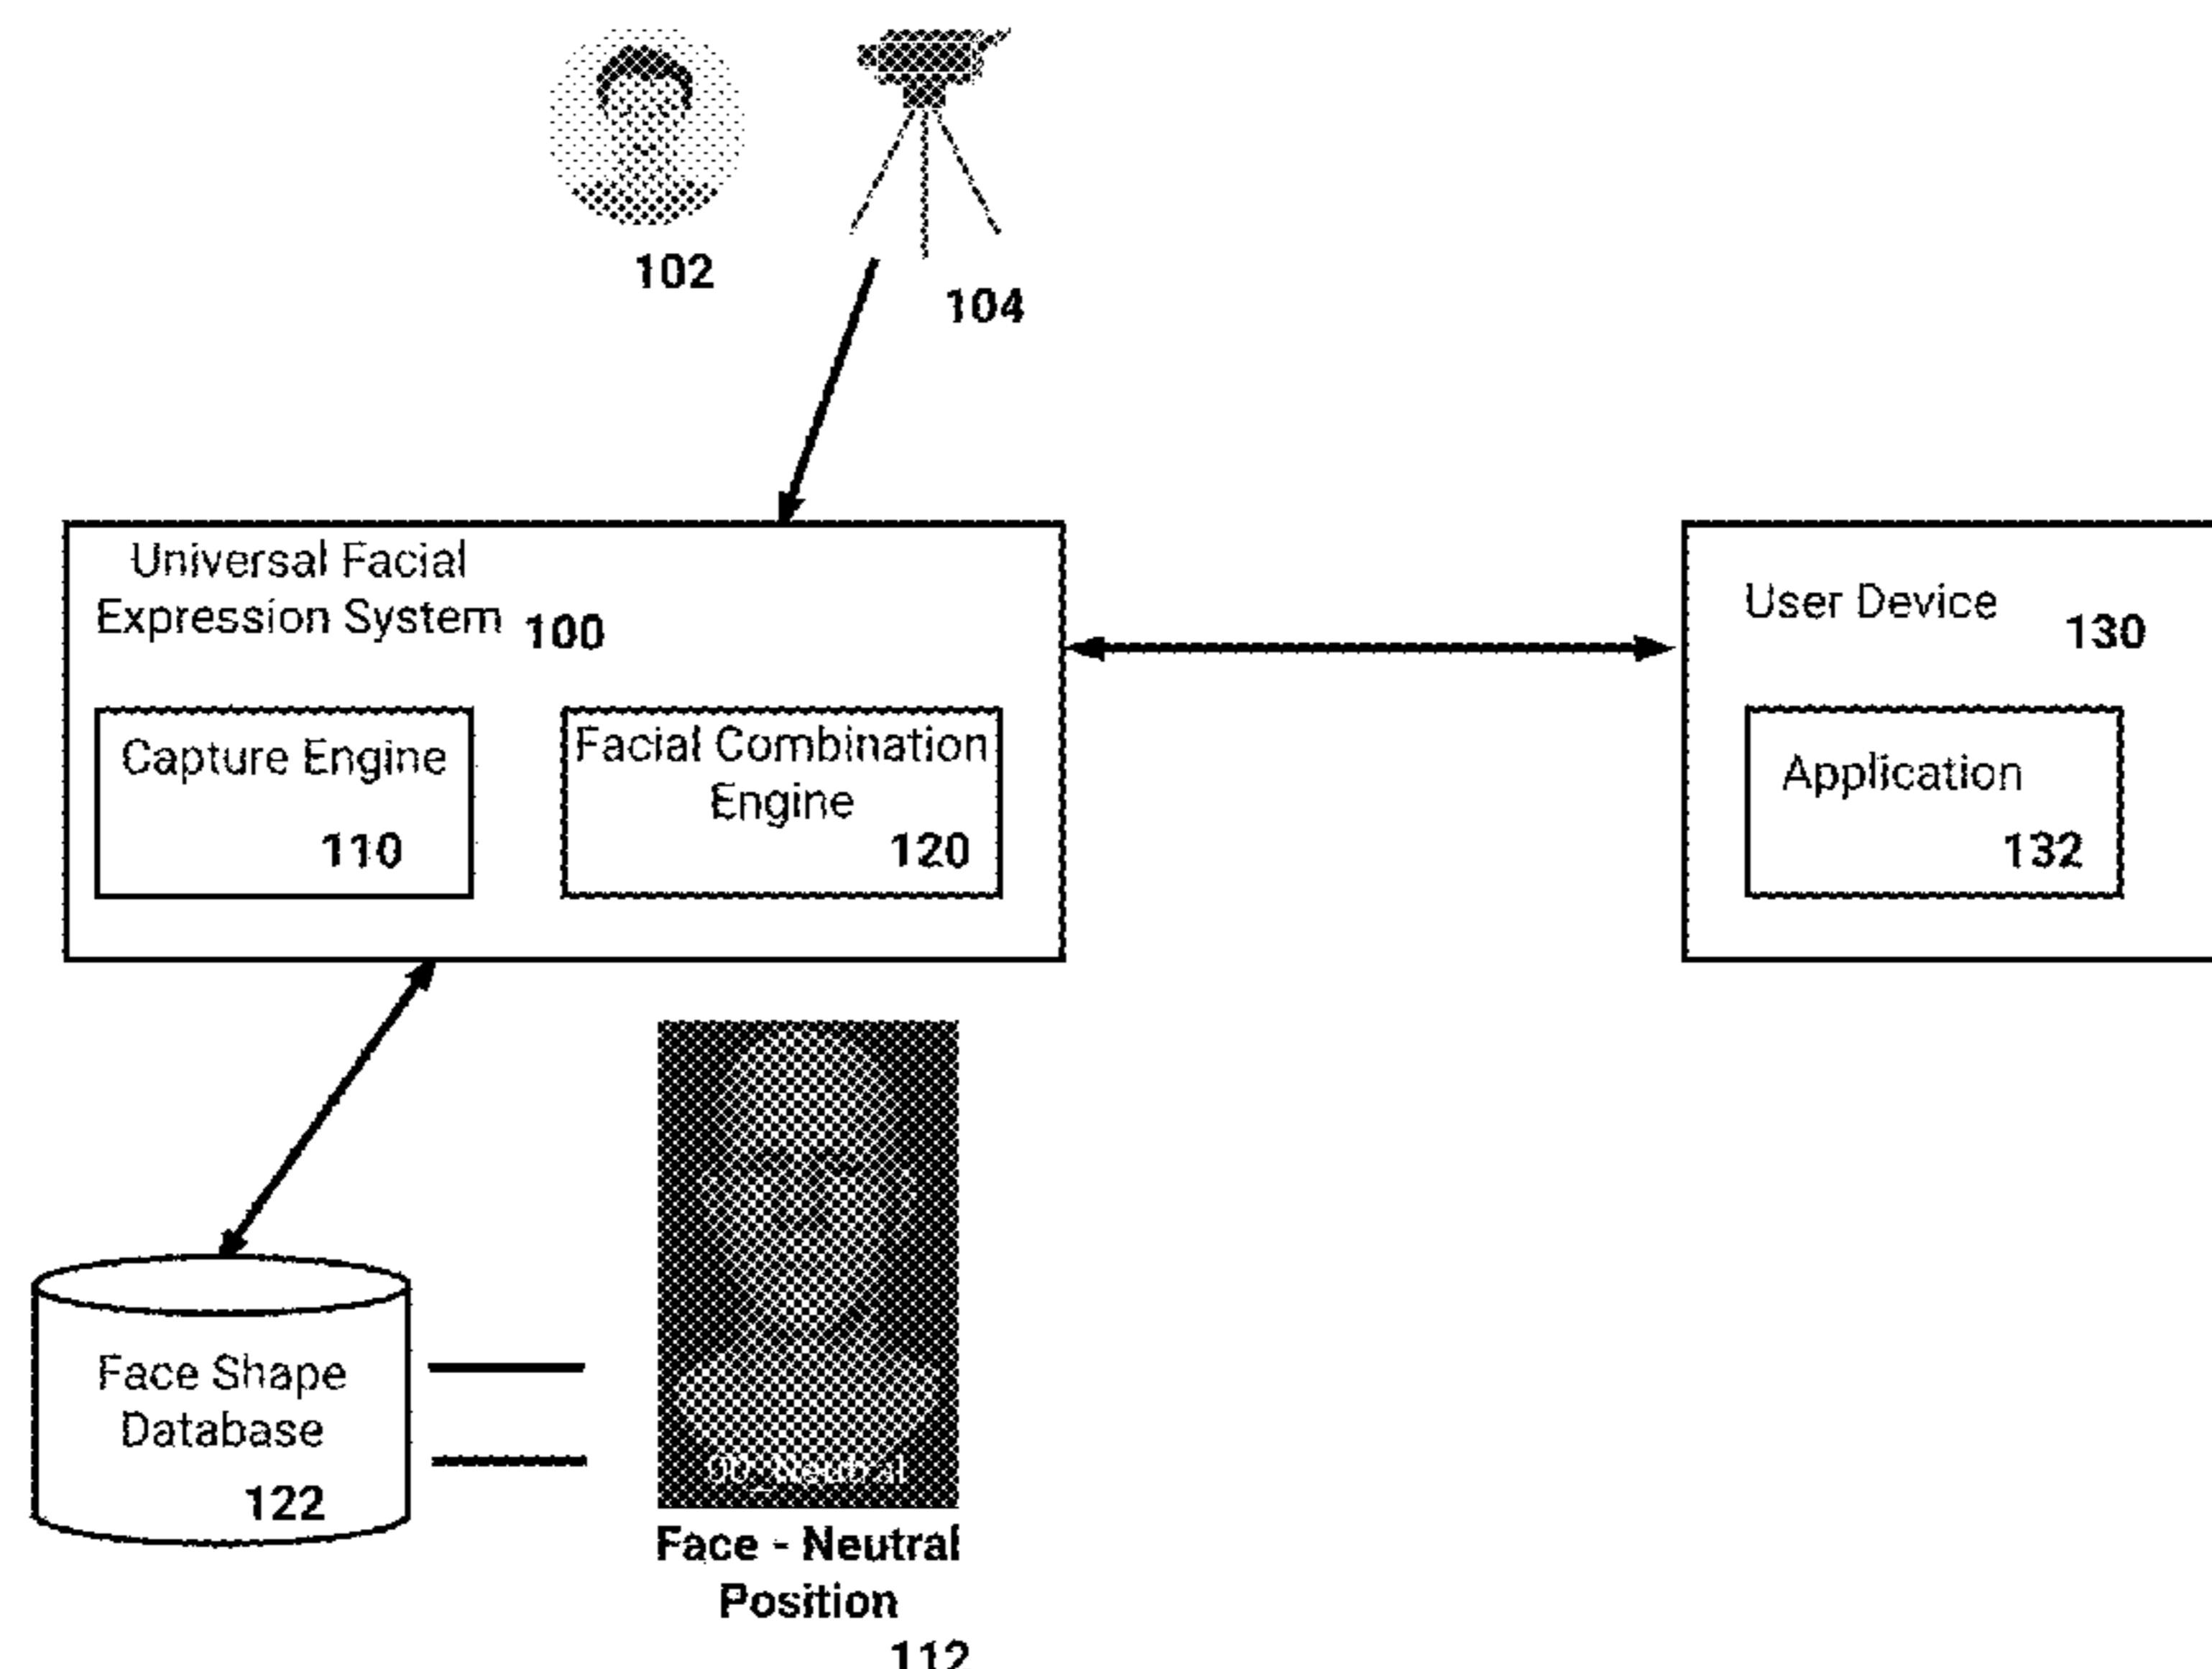 102
104
Universal Facial
Expression System 100
Capture Engine
110
Facial Combination
Engine
120
User Device
130
Application
132
Face Shape
Database
122
00_Neutral
Face - Neutral
Position
112